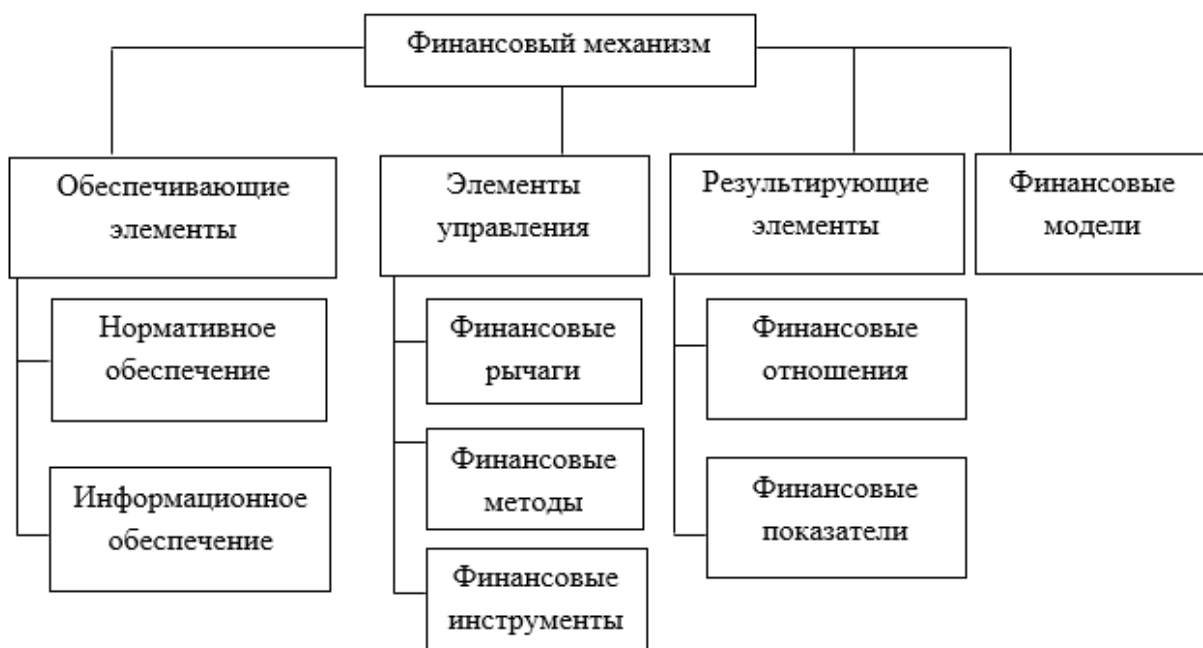 Финансовый механизм
Обеспечивающие
элементы
Элементы
управления
Результирующие
элементы
Финансовые
модели
Нормативное
обеспечение
Информационное
обеспечение
Финансовые
рычаги
Финансовые
методы
Финансовые
инструменты
Финансовые
отношения
Финансовые
показатели